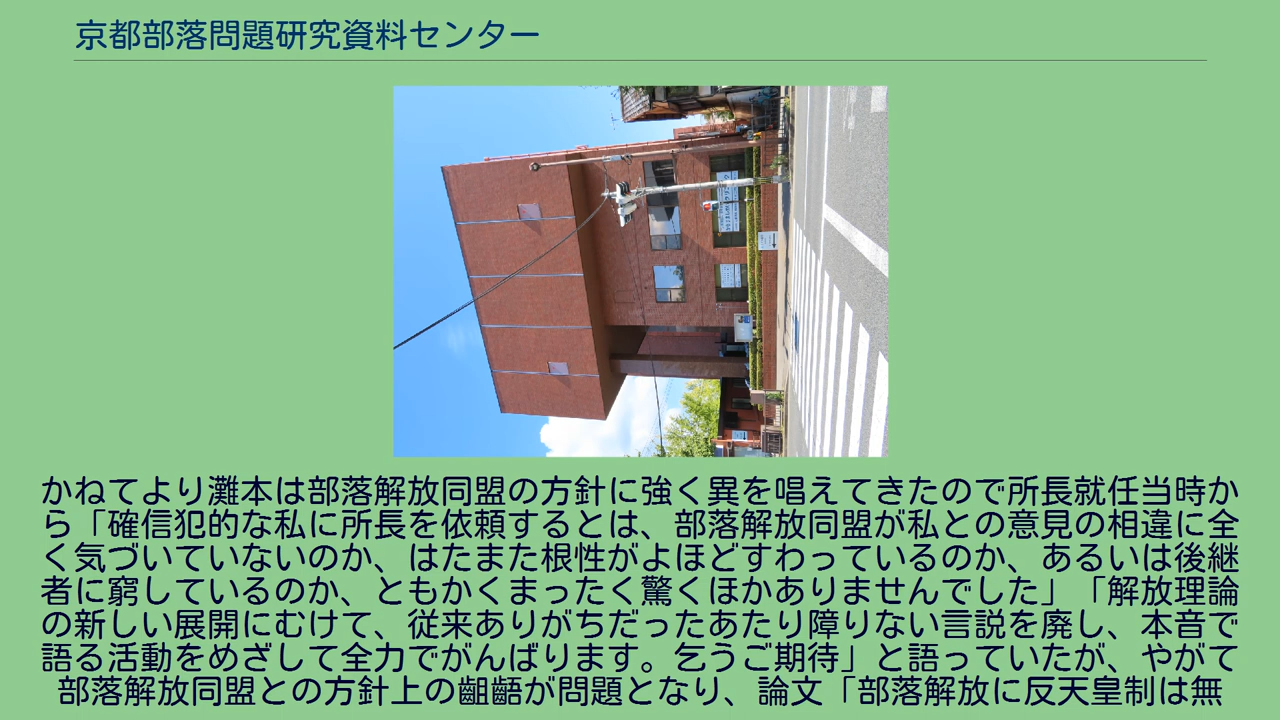 京都部落問題研究資料センター
かねてより灘本は部落解放同盟の方針に強く異を唱えてきたので所長就任当時か
ら「確信犯的な私に所長を依頼するとは、部落解放同盟が私との意見の相違に全
く気づいていないのか、はたまた根性がよほどすわっているのか、あるいは後継
者に窮しているのか、ともかくまったく驚くほかありませんでした」「解放理論
の新しい展開にむけて、従来ありがちだったあたり障りない言説を廃し、本音で
語る活動をめざして全力でがんばります。乞うご期待」と語っていたが、やがて
部落解放同盟との方針上の齟齬が問題となり、論文「部落解放に反天皇制は無